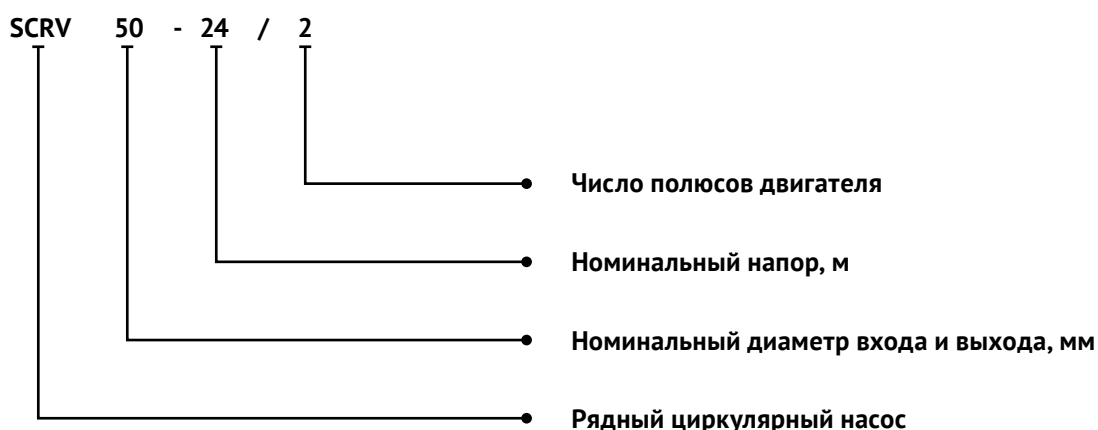 SCRV 50 - 24 / 2
Число полюсов двигателя
Номинальный напор, м
Номинальный диаметр входа и выхода, мм
Рядный циркулярный насос